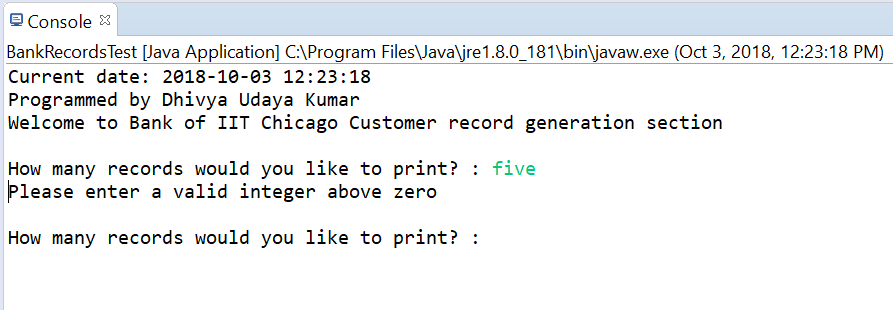 Console
BankRecordsTest [Java Application] C:\Program Files\Java\jre1.8.0_181\bin\javaw.exe (Oct 3, 2018, 12:23:18 PM)
Current date: 2018-10-03 12:23:18
Programmed by Dhivya Udaya Kumar
Welcome to Bank of IIT Chicago Customer record generation section
How many records would you like to print? : five
Please enter a valid integer above zero
How many records would you like to print? :